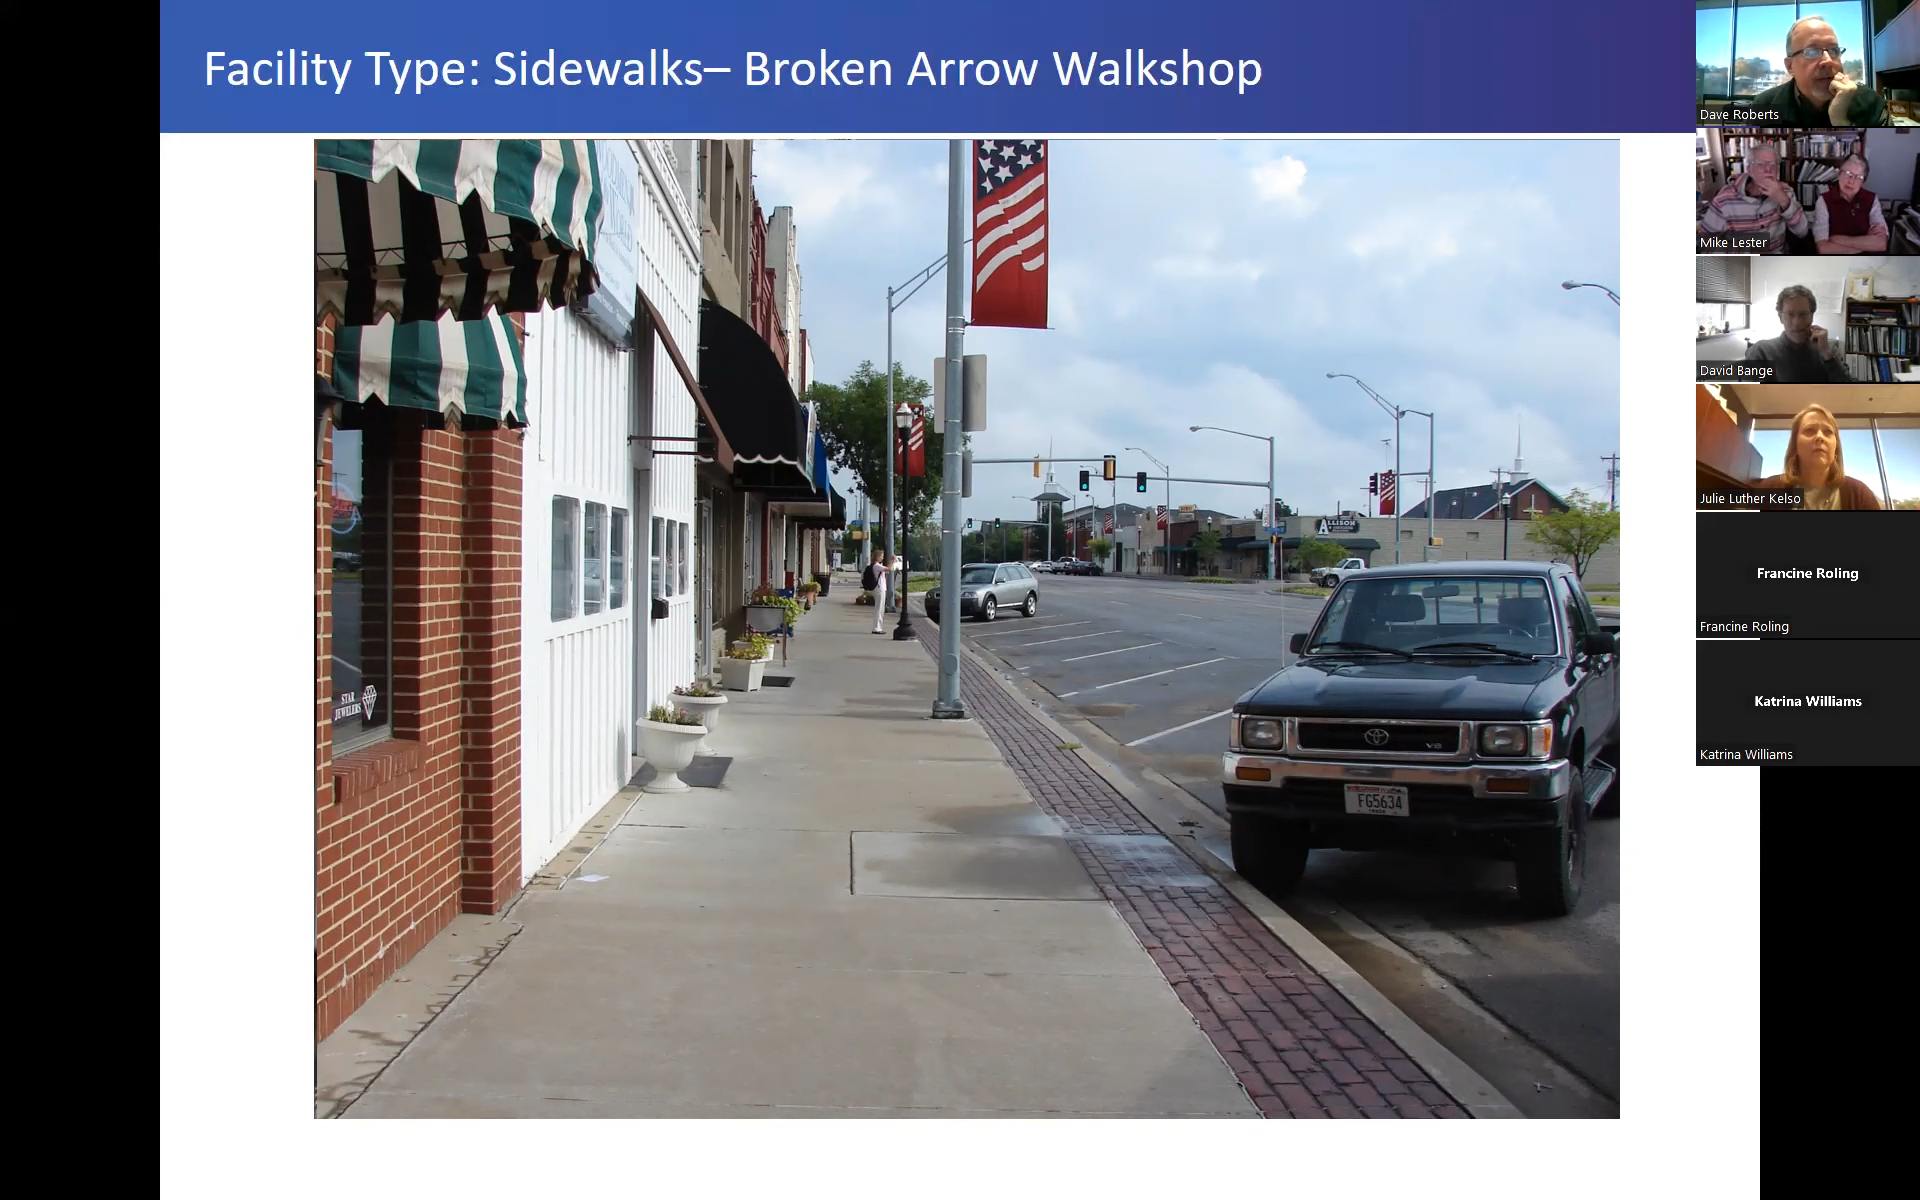 Facility Type: Sidewalks– Broken Arrow Walkshop
STAR
JEWELERS
ALLISON
V6
FG5634
Dave Roberts
Mike Lester
David Bange
Julie Luther Kelso
Francine Roling
Francine Roling
Katrina Williams
Katrina Williams